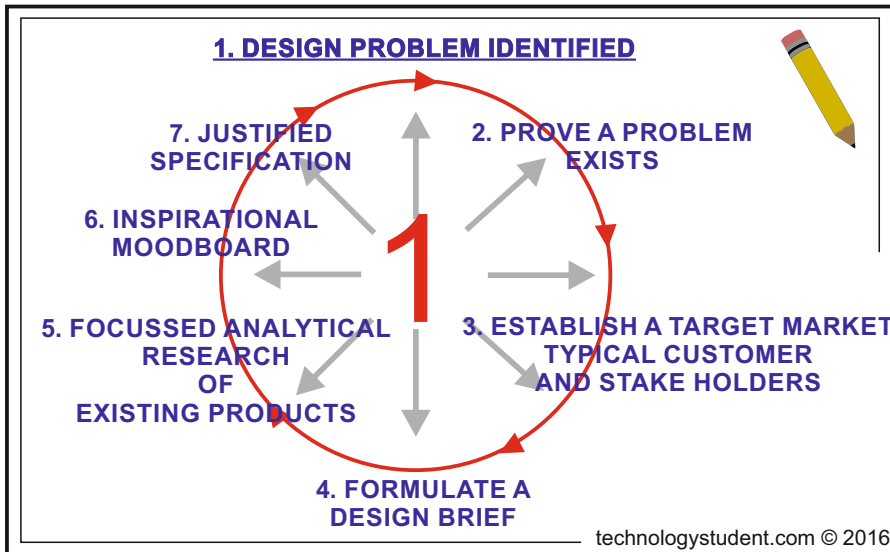 1. DESIGN PROBLEM IDENTIFIED
2. PROVE A PROBLEM
EXISTS
3. ESTABLISH A TARGET MARKET
TYPICAL CUSTOMER
AND STAKE HOLDERS
4. FORMULATE A
DESIGN BRIEF
5. FOCUSSED ANALYTICAL
RESEARCH
OF
EXISTING PRODUCTS
6. INSPIRATIONAL
MOODBOARD
7. JUSTIFIED
SPECIFICATION
1
technologystudent.com © 2016